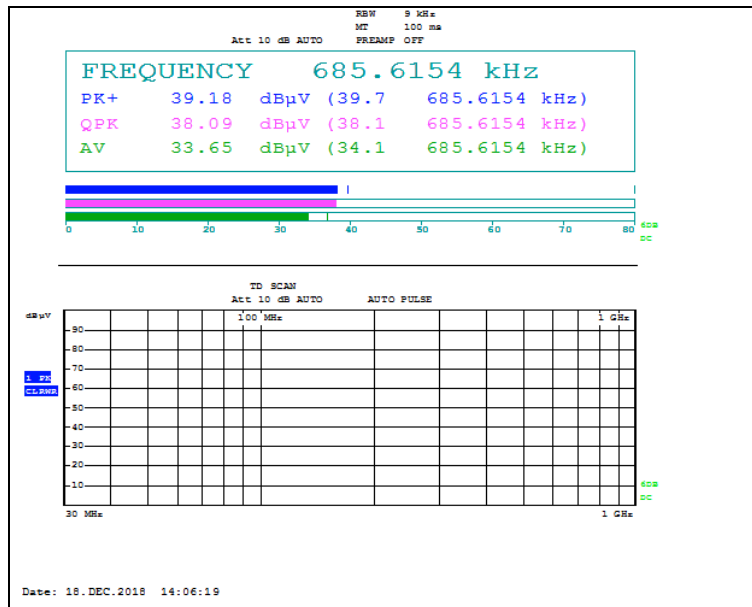 RBW 9 kHz
MT 100 ms
Att 10 dB AUTO PREAMP OFF
FREQUENCY 685.6154 kHz
PK+ 39.18 dBµV (39.7 685.6154 kHz)
QPK 38.09 dBµV (38.1 685.6154 kHz)
AV 33.65 dBµV (34.1 685.6154 kHz)
0 10 20 30 40 50 60 70 80
6DB
DC
TD SCAN
Att 10 dB AUTO AUTO PULSE
dBµV
100 MHz 1 GHz
90
80
70
1 PK
CLRWR
60
50
40
30
20
10
6DB
DC
30 MHz 1 GHz
Date: 18.DEC.2018 14:06:19